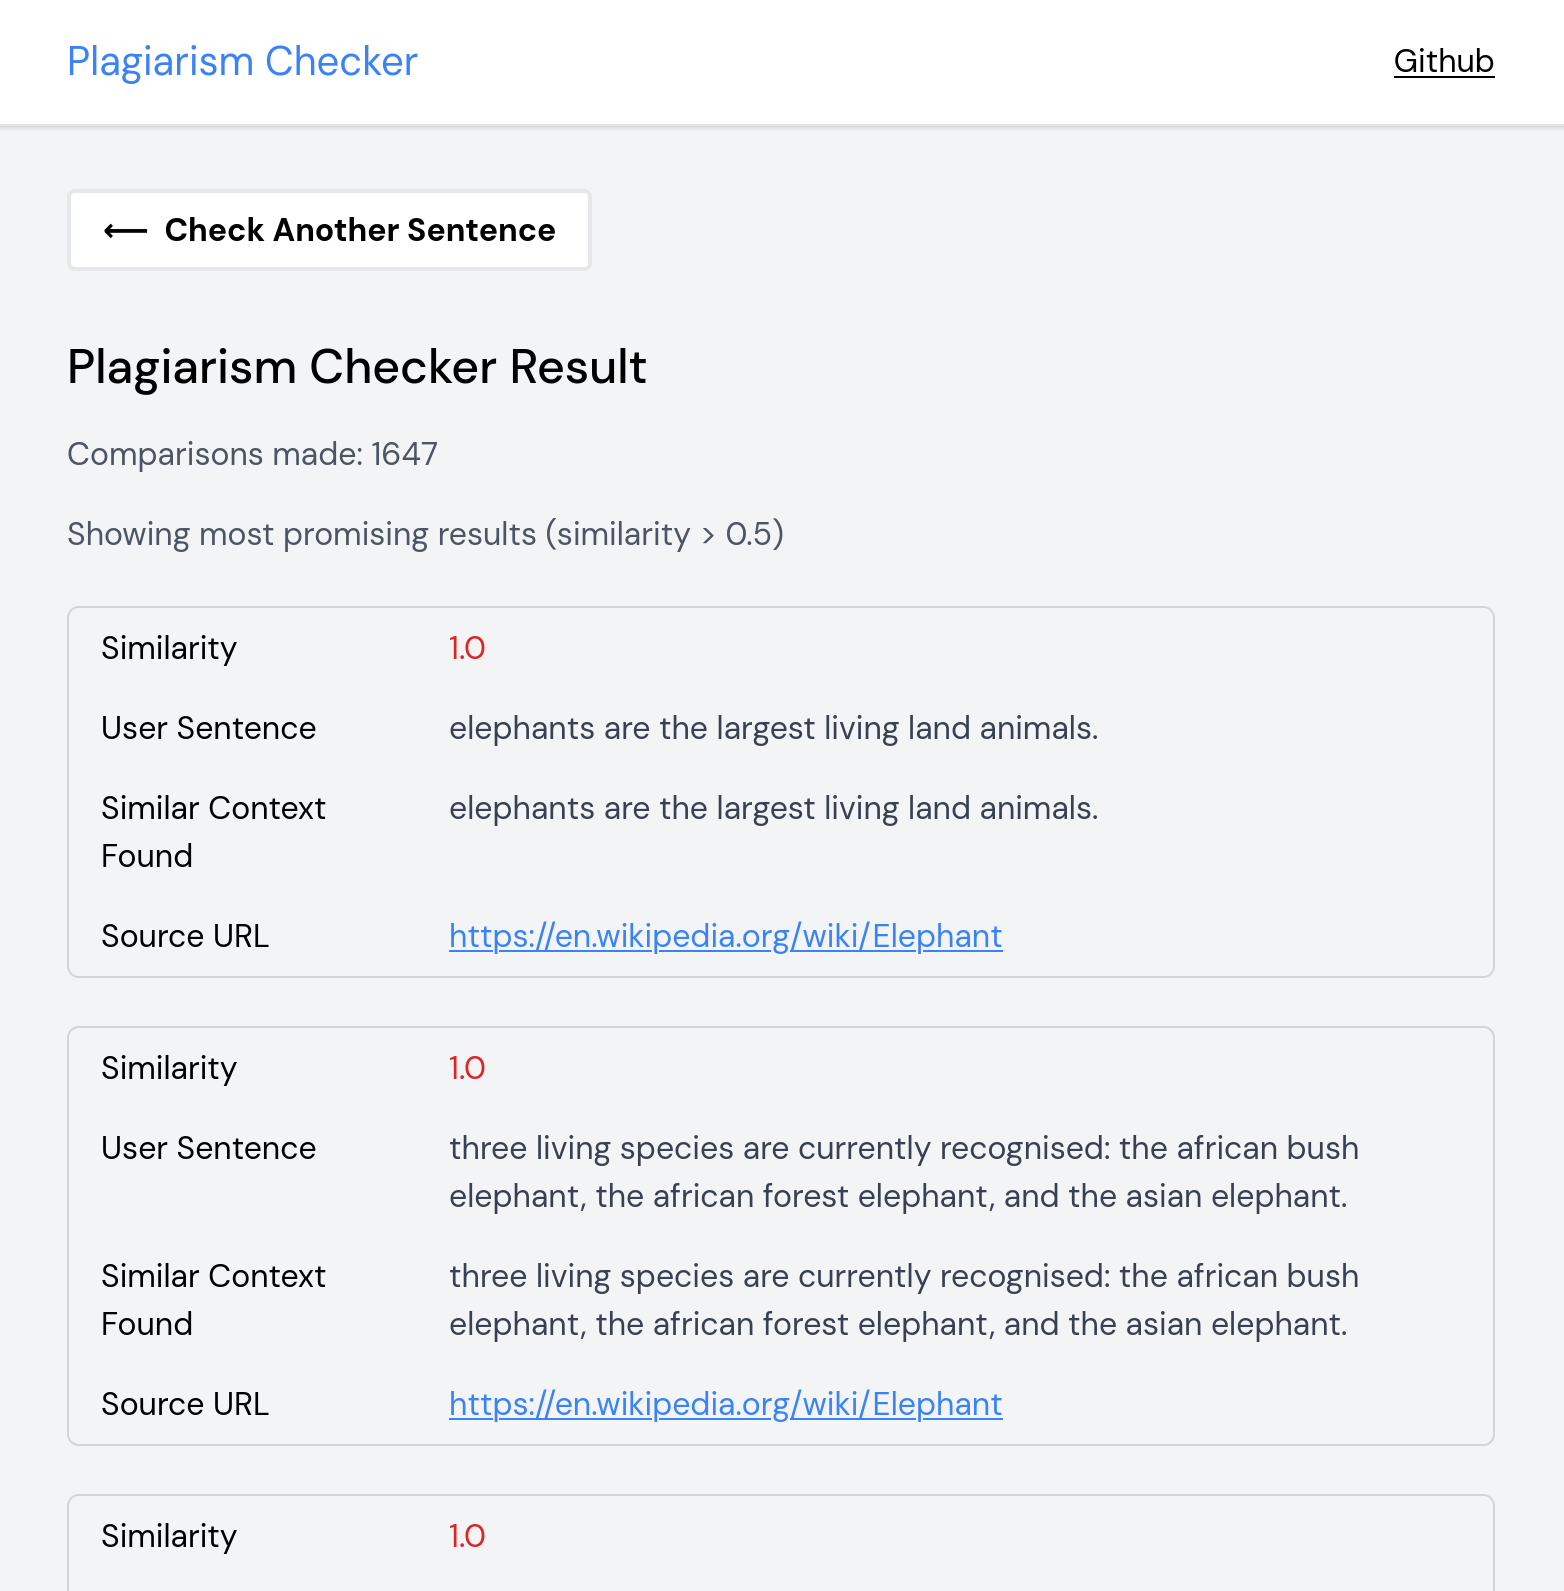 Plagiarism Checker
Github
⟵ Check Another Sentence
Plagiarism Checker Result
Comparisons made: 1647
Showing most promising results (similarity > 0.5)
Similarity 1.0
User Sentence elephants are the largest living land animals.
Similar Context elephants are the largest living land animals.
Found
Source URL https://en.wikipedia.org/wiki/Elephant
Similarity 1.0
User Sentence three living species are currently recognised: the african bush
elephant, the african forest elephant, and the asian elephant.
Similar Context three living species are currently recognised: the african bush
Found elephant, the african forest elephant, and the asian elephant.
Source URL https://en.wikipedia.org/wiki/Elephant
Similarity 1.0